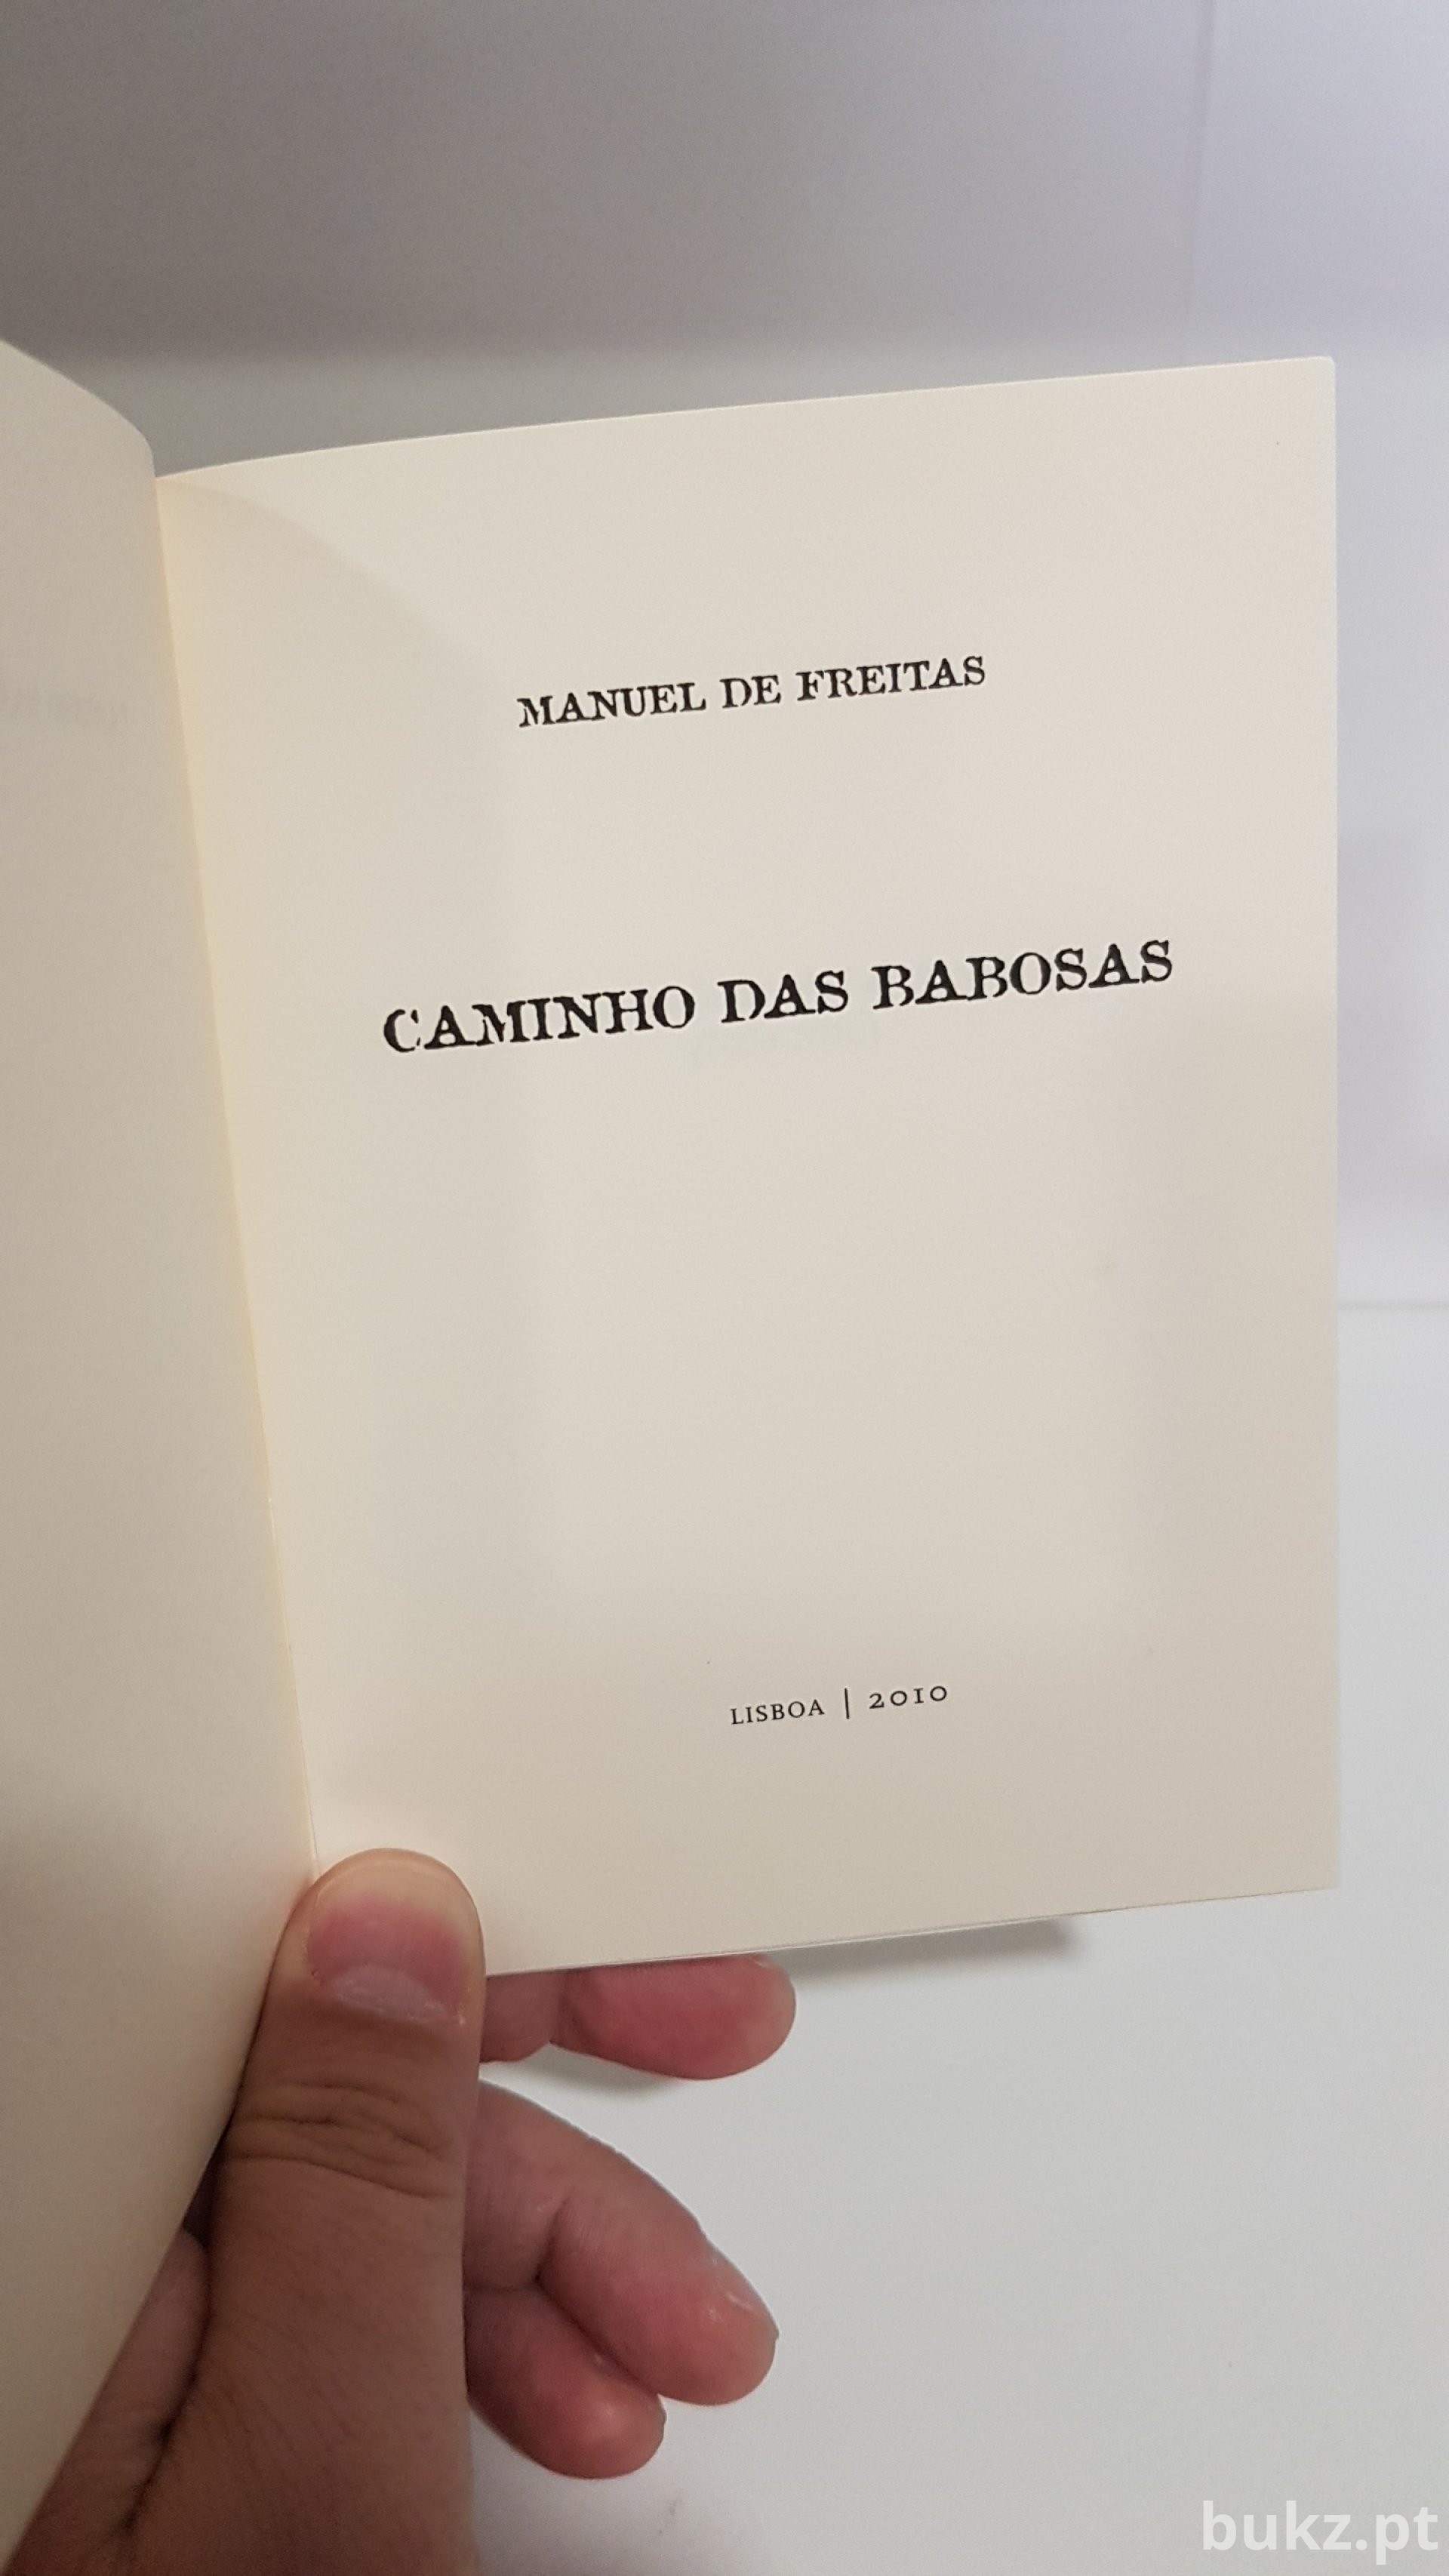 MANUEL DE FREITAS
CAMINHO DAS BABOSAS
LISBOA | 2010
bukz.pt